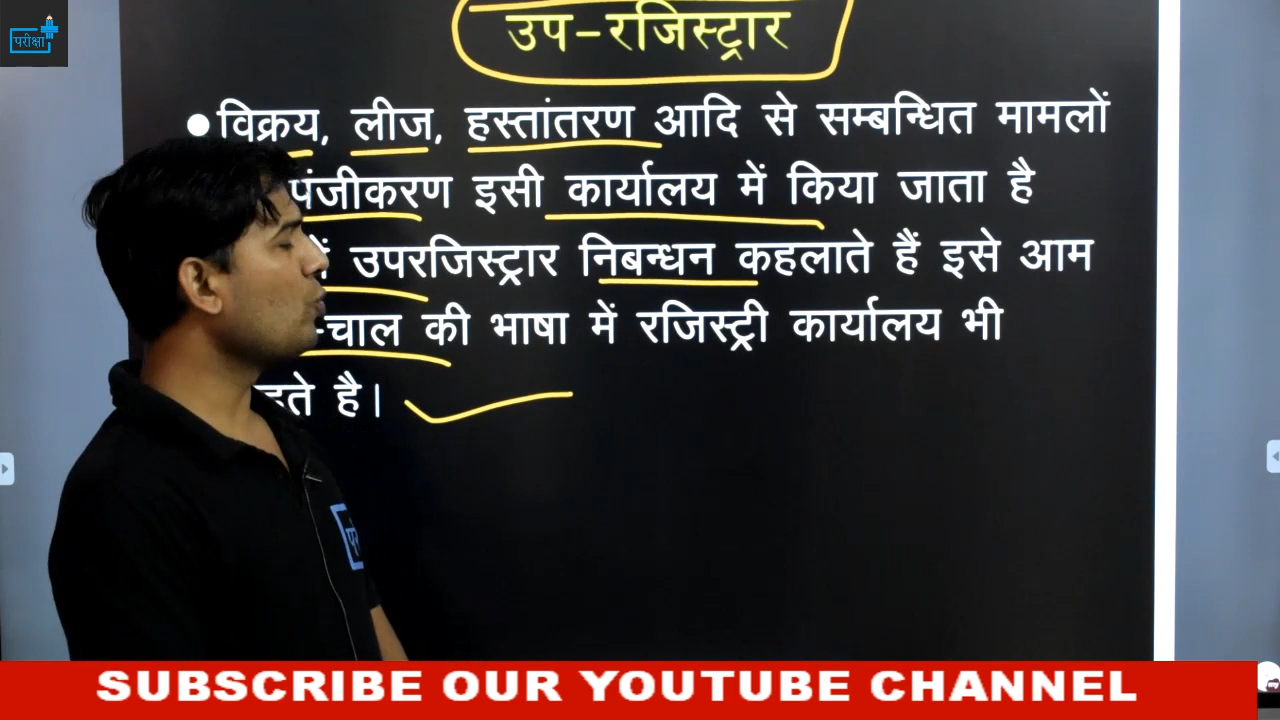 परीक्षा
उप-रजिस्ट्रार
विक्रय, लीज, हस्तांतरण आदि से सम्बन्धित मामलों
पंजीकरण इसी कार्यालय में किया जाता है
उपरजिस्ट्रार निबन्धन कहलाते हैं इसे आम
-चाल की भाषा में रजिस्ट्री कार्यालय भी
है।
SUBSCRIBE OUR YOUTUBE CHANNEL